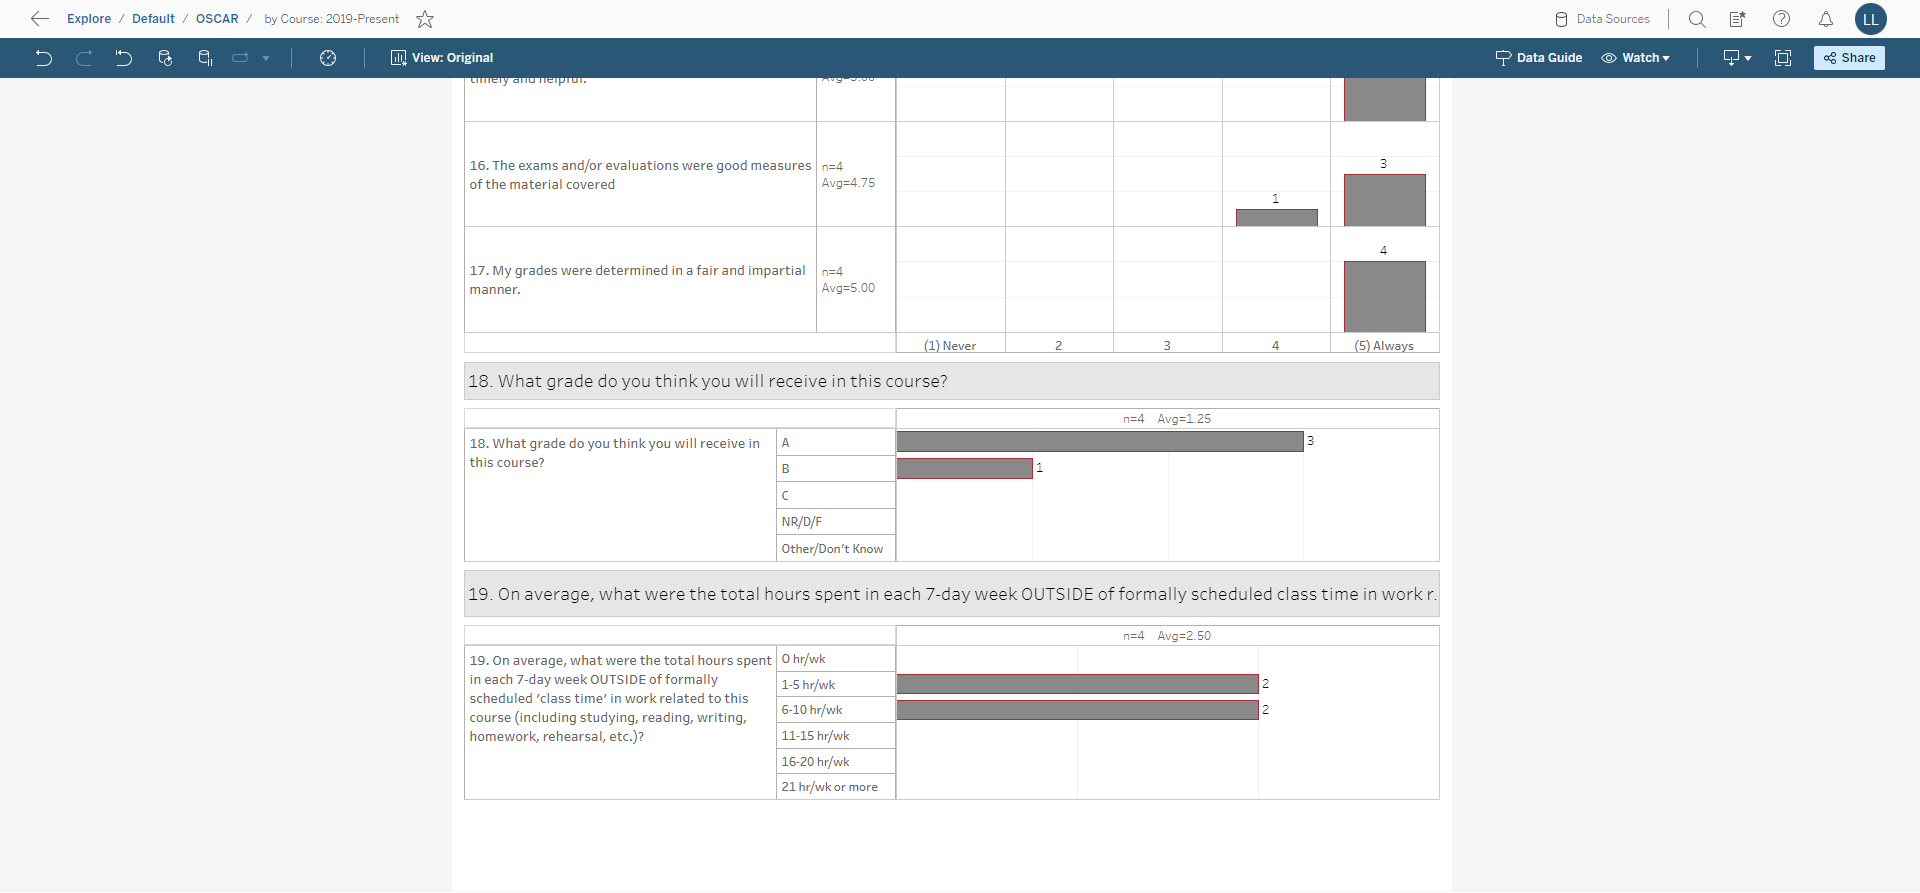 Explore / Default / OSCAR / by Course: 2019-Present
Data Sources
LL
View: Original
Data Guide
Watch
Share
timely and helpful.
Avg=5.00
16. The exams and/or evaluations were good measures
of the material covered
n=4
Avg=4.75
1
3
17. My grades were determined in a fair and impartial
manner.
n=4
Avg=5.00
4
(1) Never 2 3 4 (5) Always
18. What grade do you think you will receive in this course?
n=4 Avg=1.25
18. What grade do you think you will receive in
this course?
A 3
B 1
C
NR/D/F
Other/Don't Know
19. On average, what were the total hours spent in each 7-day week OUTSIDE of formally scheduled class time in work r.
n=4 Avg=2.50
19. On average, what were the total hours spent
in each 7-day week OUTSIDE of formally
scheduled ‘class time’ in work related to this
course (including studying, reading, writing,
homework, rehearsal, etc.)?
0 hr/wk
1-5 hr/wk 2
6-10 hr/wk 2
11-15 hr/wk
16-20 hr/wk
21 hr/wk or more